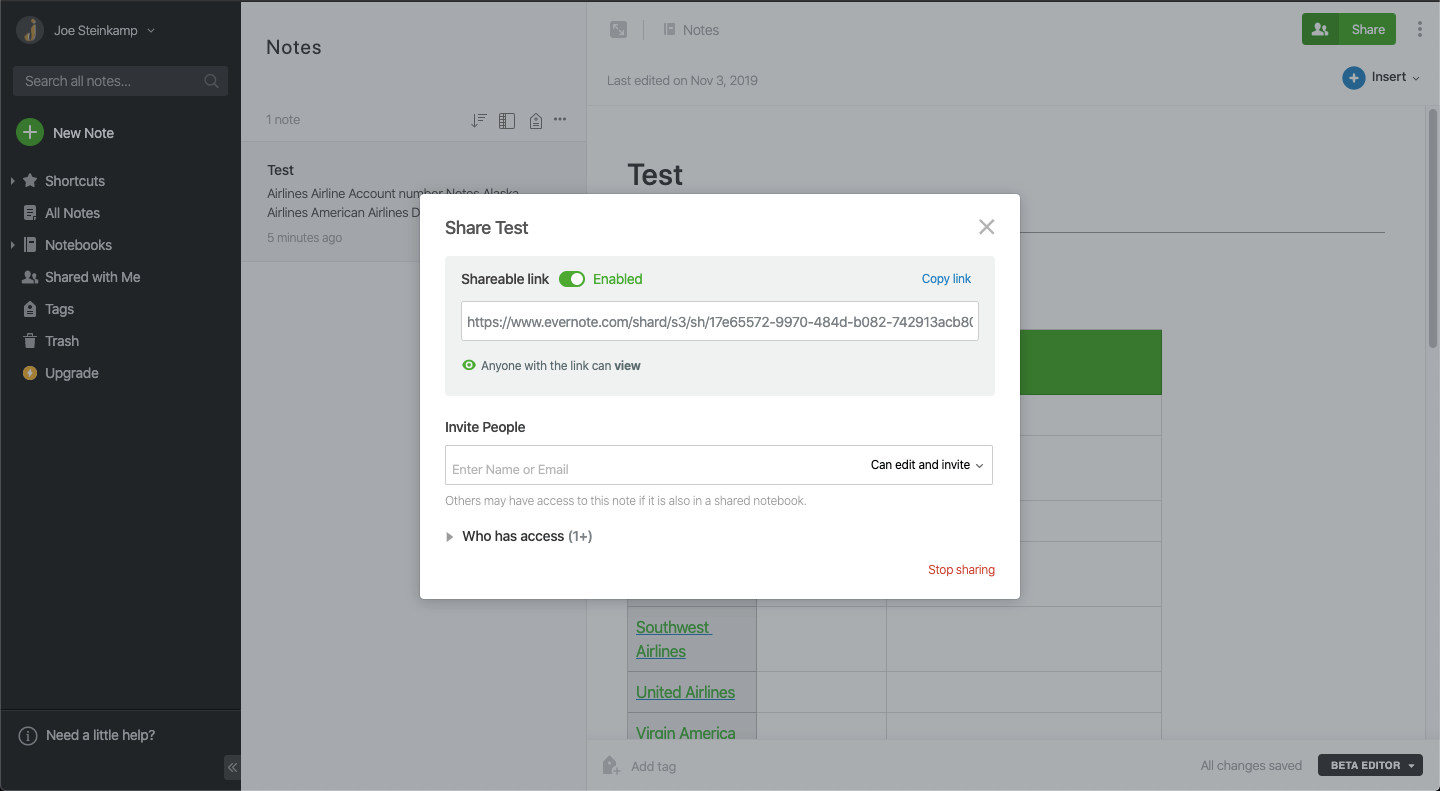 Joe Steinkamp
Search all notes...
New Note
Shortcuts
All Notes
Notebooks
Shared with Me
Tags
Trash
Upgrade
Need a little help?
Notes
1 note
Test
Airlines Airline Account number Notes Alaska
Airlines American Airlines D
5 minutes ago
Notes
Share
Last edited on Nov 3, 2019
Insert
Test
Share Test
Shareable link Enabled Copy link
https://www.evernote.com/shard/s3/sh/17e65572-9970-484d-b082-742913acb80
Anyone with the link can view
Invite People
Enter Name or Email Can edit and invite
Others may have access to this note if it is also in a shared notebook.
Who has access (1+)
Stop sharing
Southwest
Airlines
United Airlines
Virgin America
Add tag
All changes saved
BETA EDITOR